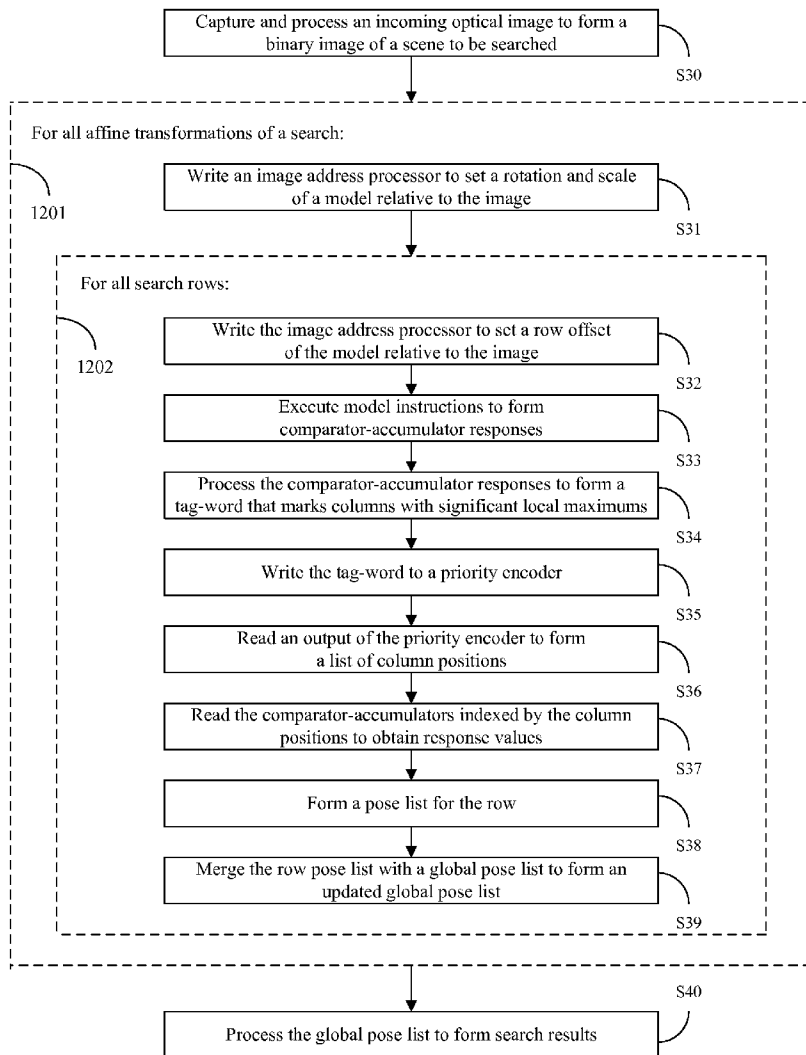 Capture and process an incoming optical image to form a
binary image of a scene to be searched
S30
For all affine transformations of a search:
1201
Write an image address processor to set a rotation and scale
of a model relative to the image
S31
For all search rows:
1202
Write the image address processor to set a row offset
of the model relative to the image
S32
Execute model instructions to form
comparator-accumulator responses
S33
Process the comparator-accumulator responses to form a
tag-word that marks columns with significant local maximums
S34
Write the tag-word to a priority encoder
S35
Read an output of the priority encoder to form
a list of column positions
S36
Read the comparator-accumulators indexed by the column
positions to obtain response values
S37
Form a pose list for the row
S38
Merge the row pose list with a global pose list to form an
updated global pose list
S39
S40
Process the global pose list to form search results